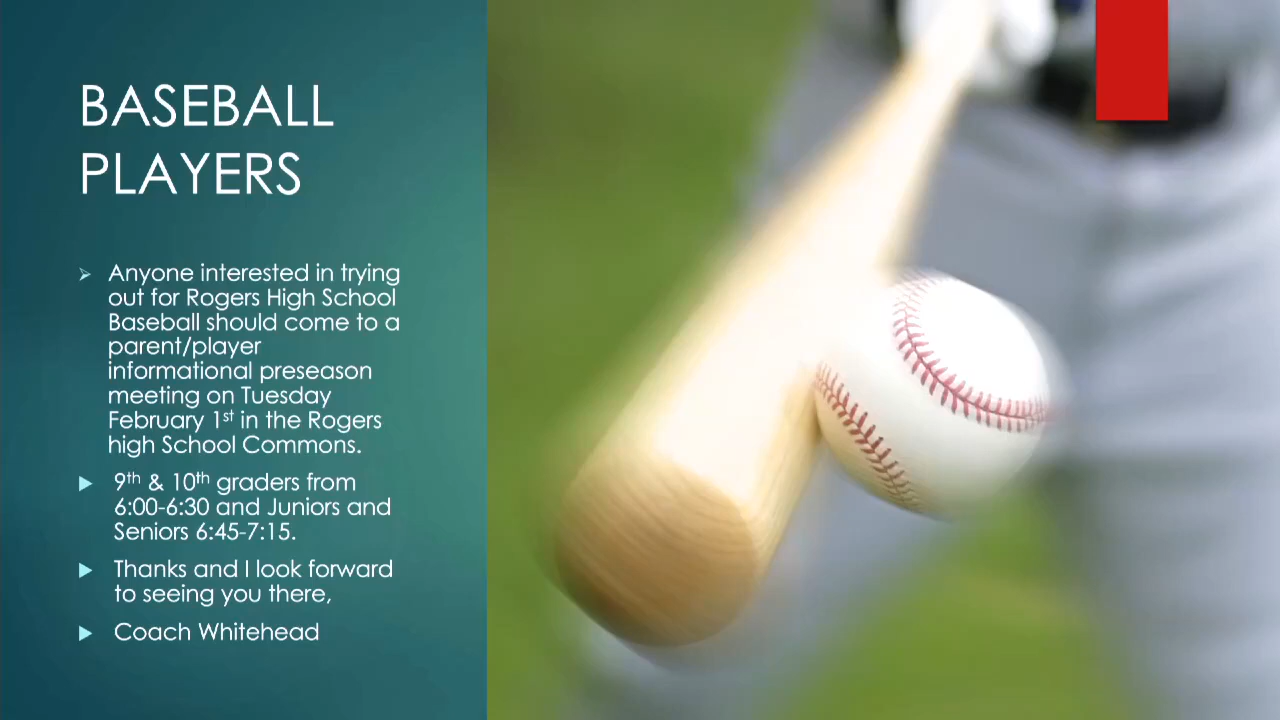 BASEBALL
PLAYERS
Anyone interested in trying
out for Rogers High School
Baseball should come to a
parent/player
informational preseason
meeting on Tuesday
February 1st in the Rogers
high School Commons.
9th & 10th graders from
6:00-6:30 and Juniors and
Seniors 6:45-7:15.
Thanks and I look forward
to seeing you there,
Coach Whitehead